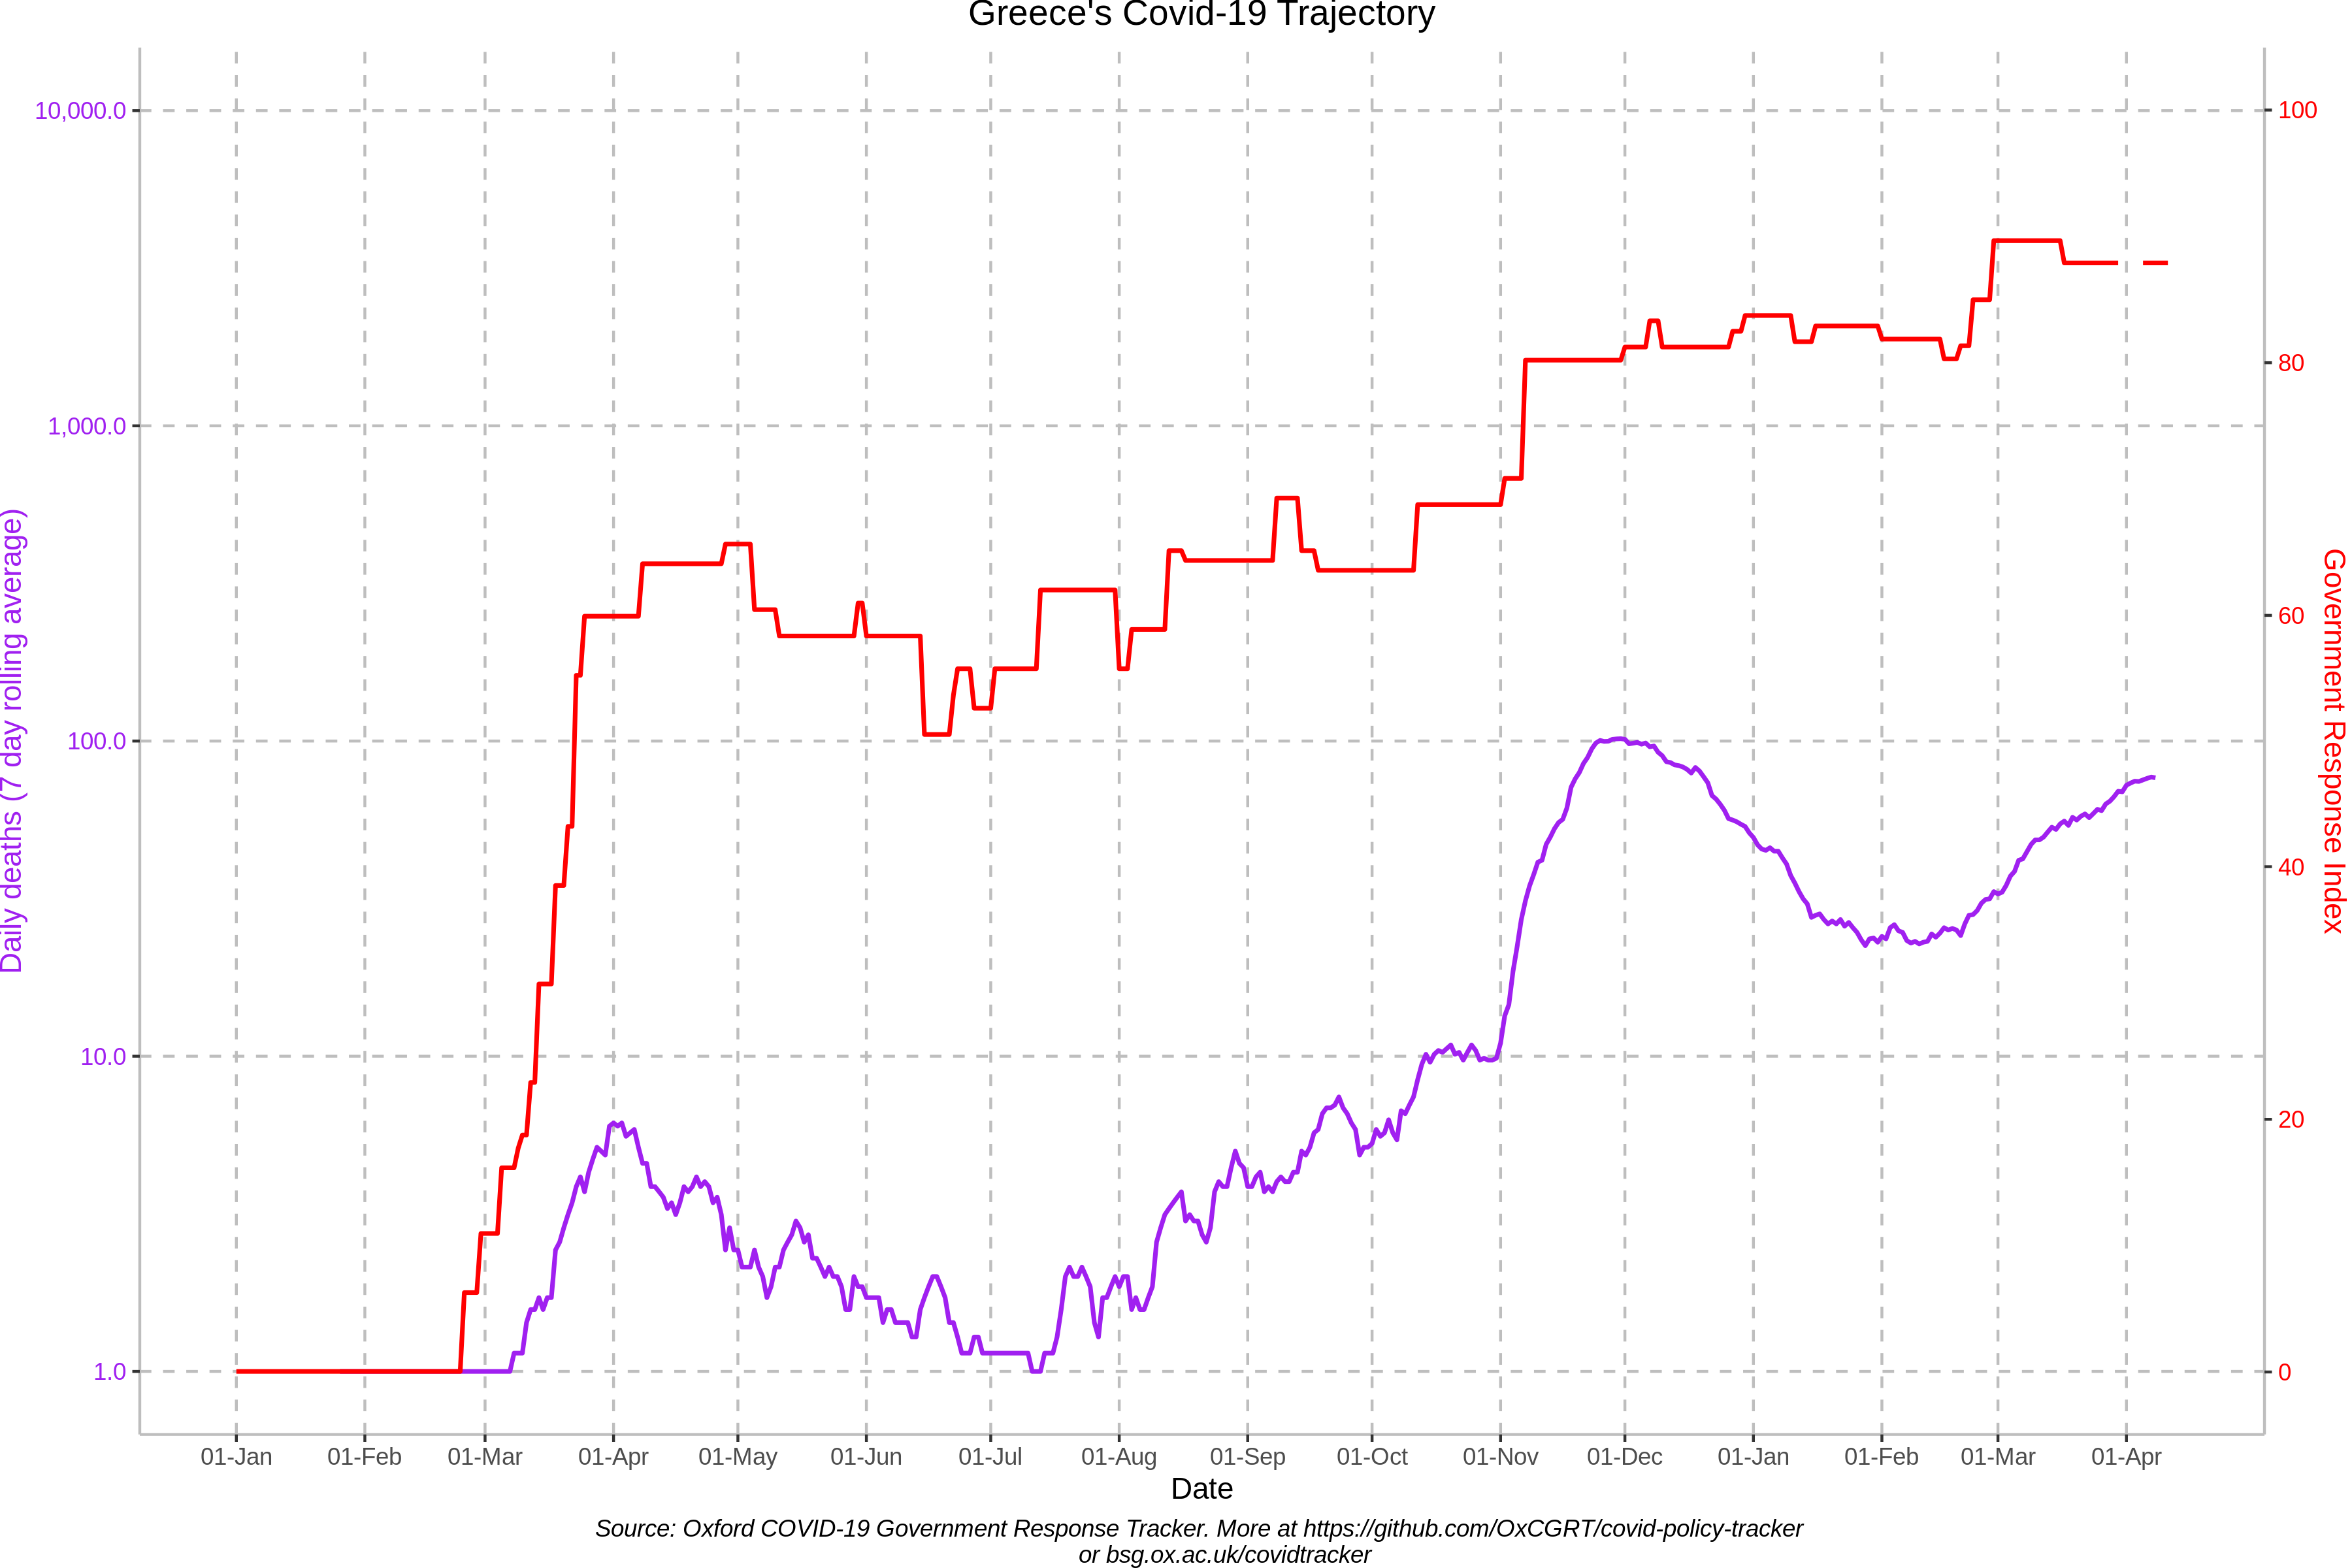 Greece's Covid-19 Trajectory
10,000.0
1,000.0
100.0
10.0
1.0
Daily deaths (7 day rolling average)
100
80
60
40
20
0
Government Response Index
01-Jan 01-Feb 01-Mar 01-Apr 01-May 01-Jun 01-Jul 01-Aug 01-Sep 01-Oct 01-Nov 01-Dec 01-Jan 01-Feb 01-Mar 01-Apr
Date
Source: Oxford COVID-19 Government Response Tracker. More at https://github.com/OxCGRT/covid-policy-tracker
or bsg.ox.ac.uk/covidtracker